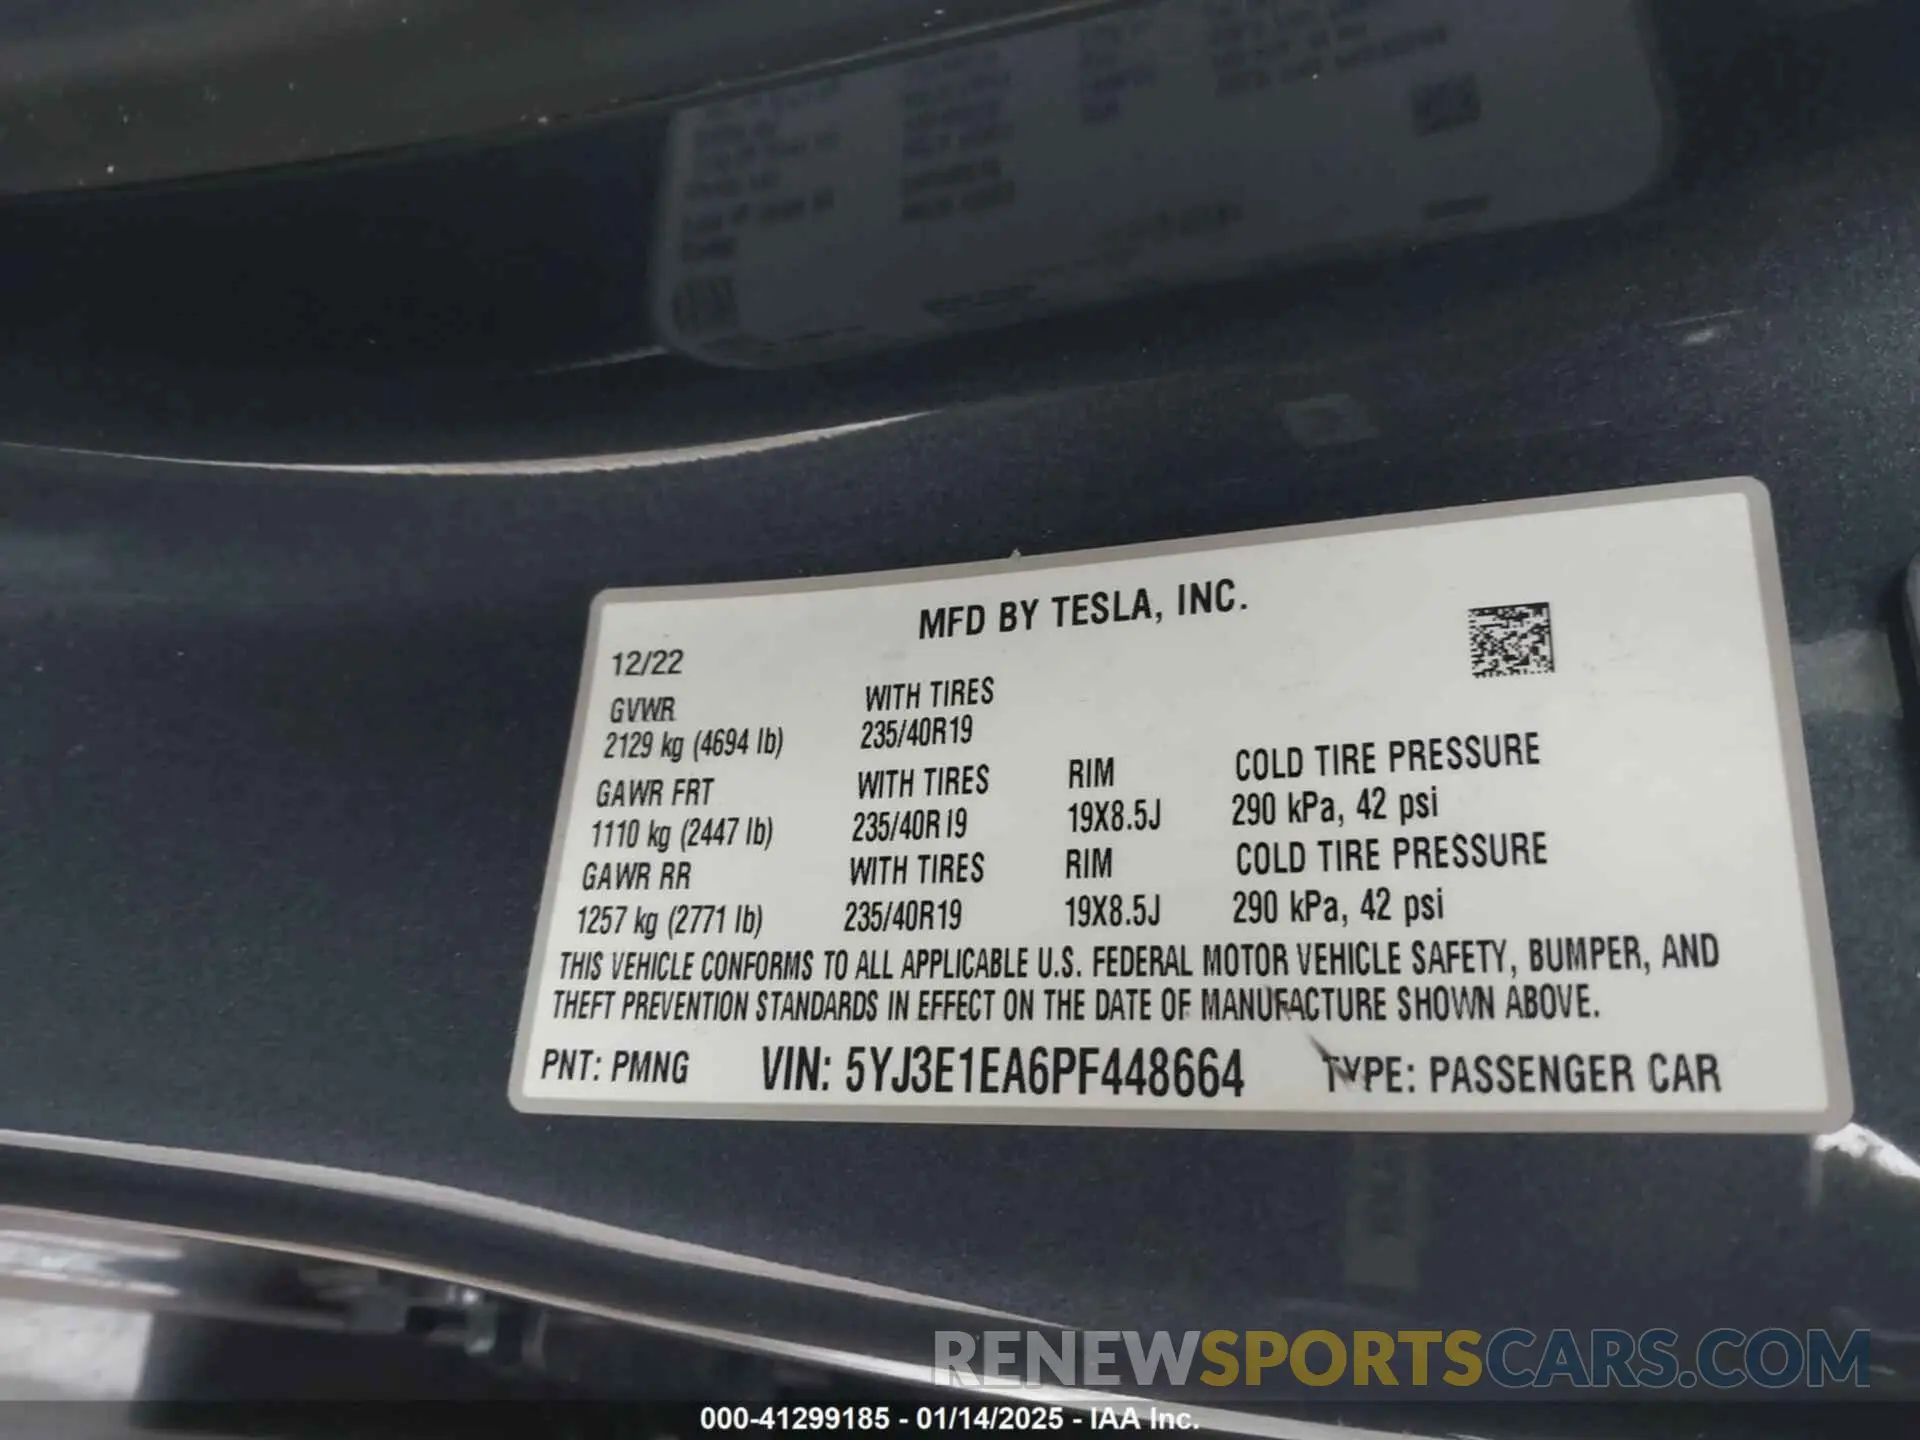 MFD BY TESLA, INC.
12/22
GVWR WITH TIRES
2129 kg (4694 lb) 235/40R19
GAWR FRT WITH TIRES RIM COLD TIRE PRESSURE
1110 kg (2447 lb) 235/40R19 19X8.5J 290 kPa, 42 psi
GAWR RR WITH TIRES RIM COLD TIRE PRESSURE
1257 kg (2771 lb) 235/40R19 19X8.5J 290 kPa, 42 psi
THIS VEHICLE CONFORMS TO ALL APPLICABLE U.S. FEDERAL MOTOR VEHICLE SAFETY, BUMPER, AND
THEFT PREVENTION STANDARDS IN EFFECT ON THE DATE OF MANUFACTURE SHOWN ABOVE.
PNT: PMNG VIN: 5YJ3E1EA6PF448664 TYPE: PASSENGER CAR
RENEWSPORTSCARS.COM
000-41299185 - 01/14/2025 - IAA Inc.